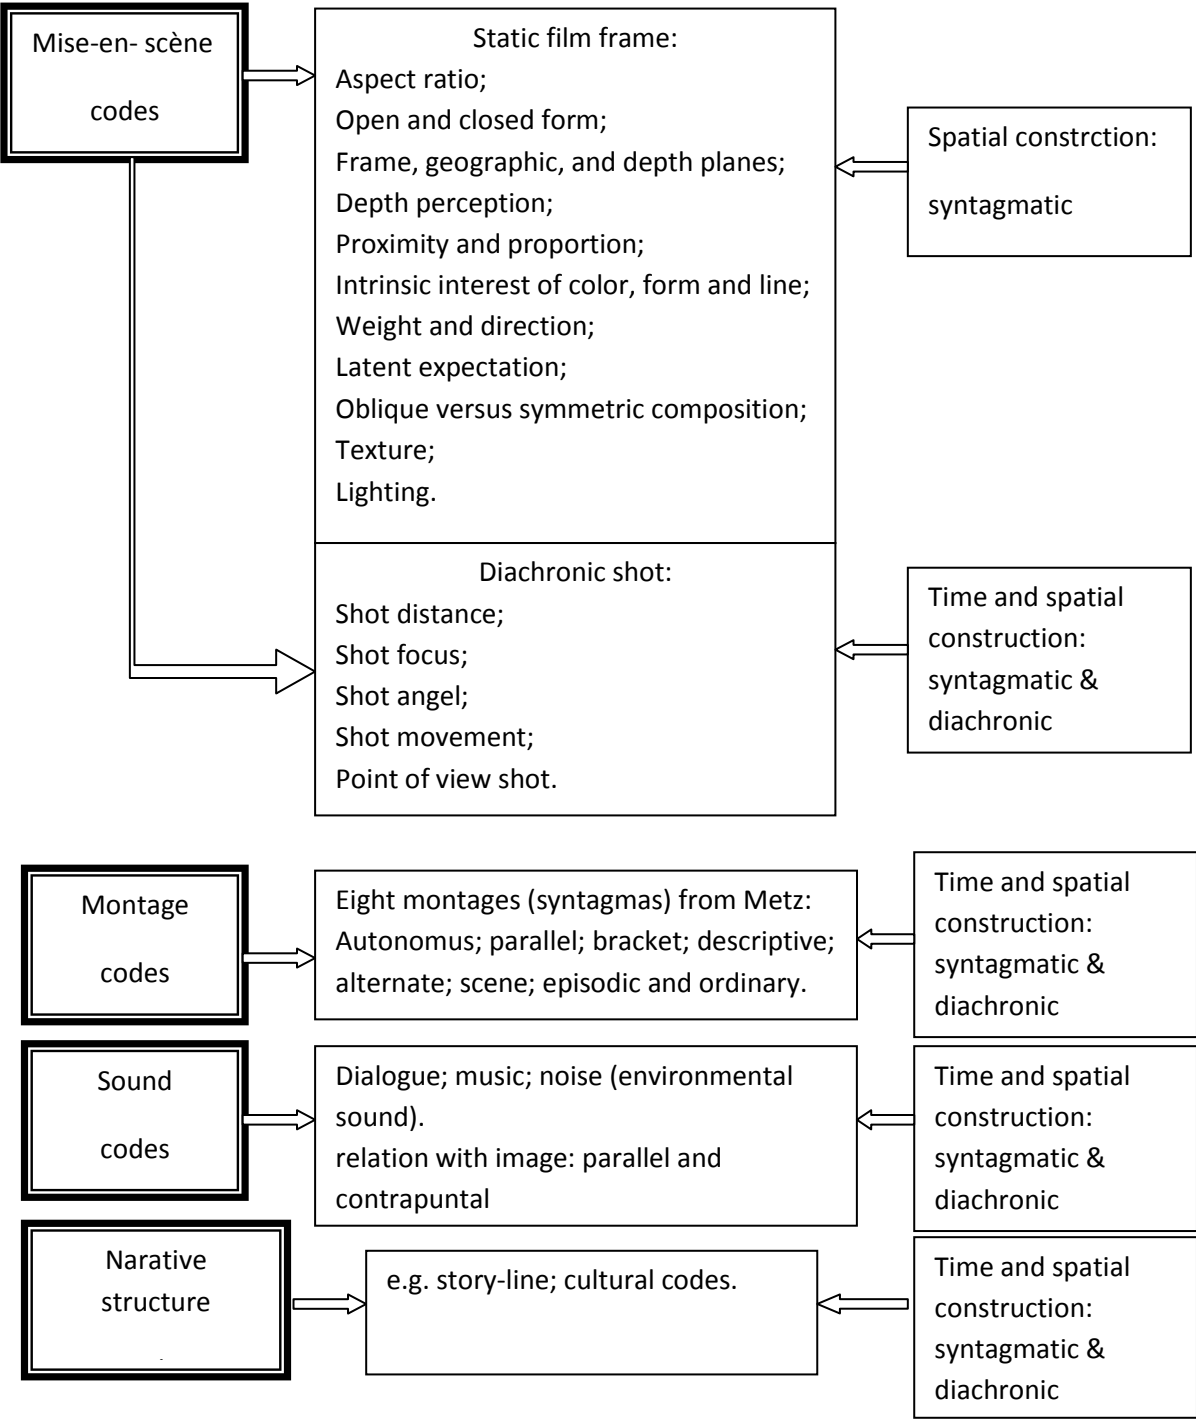 Mise-en- scène
codes
Static film frame:
Aspect ratio;
Open and closed form;
Frame, geographic, and depth planes;
Depth perception;
Proximity and proportion;
Intrinsic interest of color, form and line;
Weight and direction;
Latent expectation;
Oblique versus symmetric composition;
Texture;
Lighting.
Spatial constrction:
syntagmatic
Diachronic shot:
Shot distance;
Shot focus;
Shot angel;
Shot movement;
Point of view shot.
Time and spatial
construction:
syntagmatic &
diachronic
Montage
codes
Eight montages (syntagmas) from Metz:
Autonomus; parallel; bracket; descriptive;
alternate; scene; episodic and ordinary.
Time and spatial
construction:
syntagmatic &
diachronic
Sound
codes
Dialogue; music; noise (environmental
sound).
relation with image: parallel and
contrapuntal
Time and spatial
construction:
syntagmatic &
diachronic
Narative
structure
e.g. story-line; cultural codes.
Time and spatial
construction:
syntagmatic &
diachronic